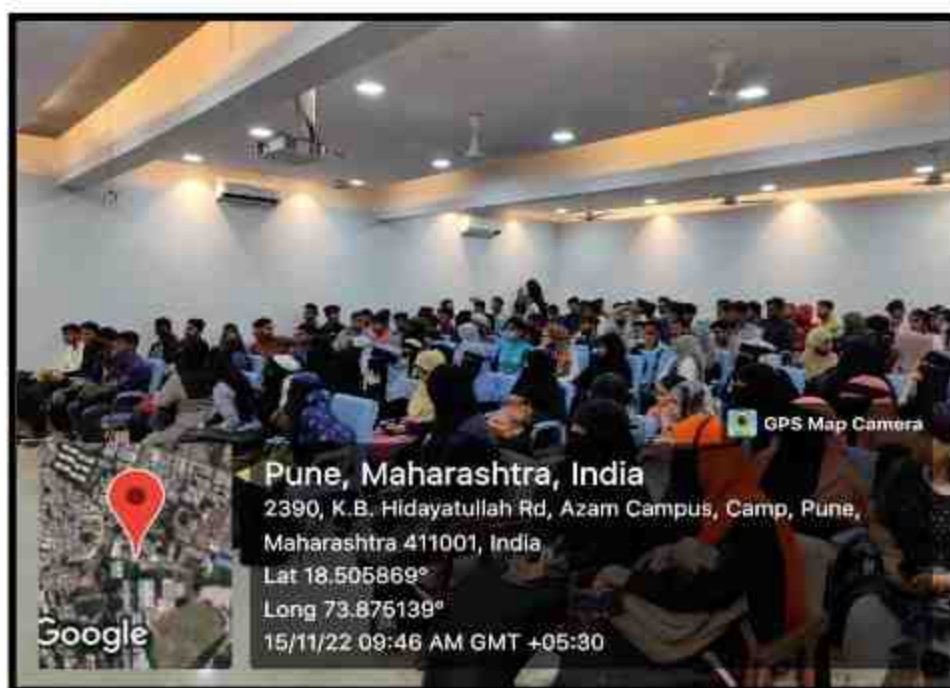 GPS Map Camera
Pune, Maharashtra, India
2390, K.B. Hidayatullah Rd, Azam Campus, Camp, Pune,
Maharashtra 411001, India
Lat 18.505869°
Long 73.875139°
15/11/22 09:46 AM GMT +05:30
Google